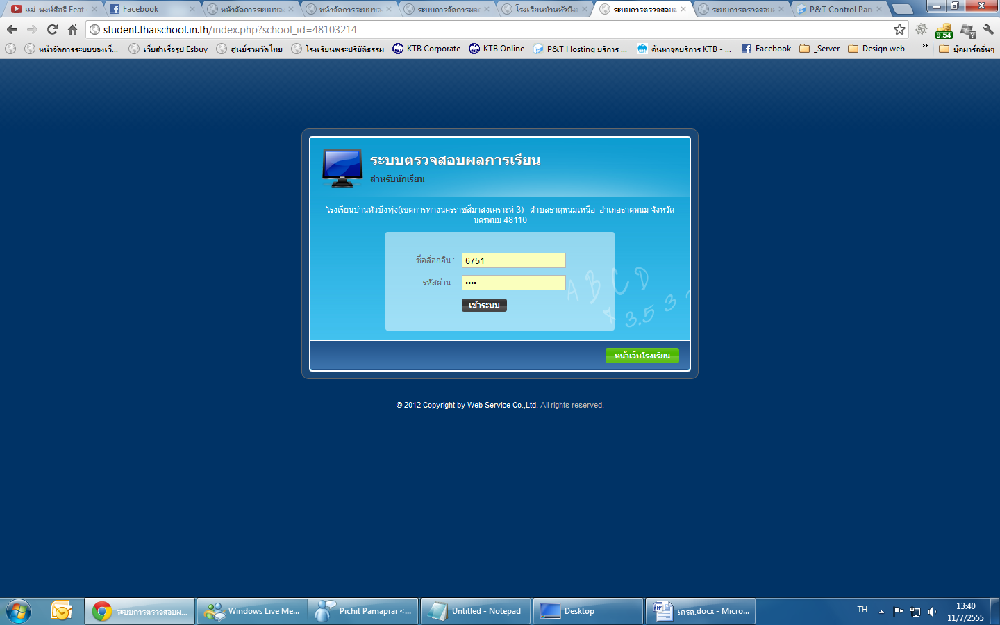 แม่-พงษ์สิทธิ์ Feat
Facebook
หน้าจัดการระบบขอ
หน้าจัดการระบบขอ
ระบบการจัดการผล
โรงเรียนบ้านหัวบึง
ระบบการตรวจสอบ
ระบบการตรวจสอบ
P&T Control Pan
student.thaischool.in.th/index.php?school_id=48103214
9.54
หน้าจัดการระบบของเว็...
เว็บสำเร็จรูป Esbuy
ศูนย์รวมวัดไทย
โรงเรียนพระปริยัติธรรม
KTB Corporate
KTB Online
P&T Hosting บริการ ...
ค้นหาจุดบริการ KTB - ...
Facebook
_Server
Design web
»
บุ๊คมาร์คอื่นๆ
ระบบตรวจสอบผลการเรียน
สำหรับนักเรียน
โรงเรียนบ้านหัวบึงทุ่ง(เขตการทางนครราชสีมาสงเคราะห์ 3) ตำบลธาตุพนมเหนือ อำเภอธาตุพนม จังหวัด
นครพนม 48110
ชื่อล็อกอิน : 6751
รหัสผ่าน : ••••
เข้าระบบ
A B C D
3.5 3
หน้าเว็บโรงเรียน
© 2012 Copyright by Web Service Co.,Ltd. All rights reserved.
ระบบการตรวจสอบผ...
Windows Live Me...
Pichit Pamaprai <...
Untitled - Notepad
Desktop
เกรด.docx - Micro...
TH
13:40
11/7/2555